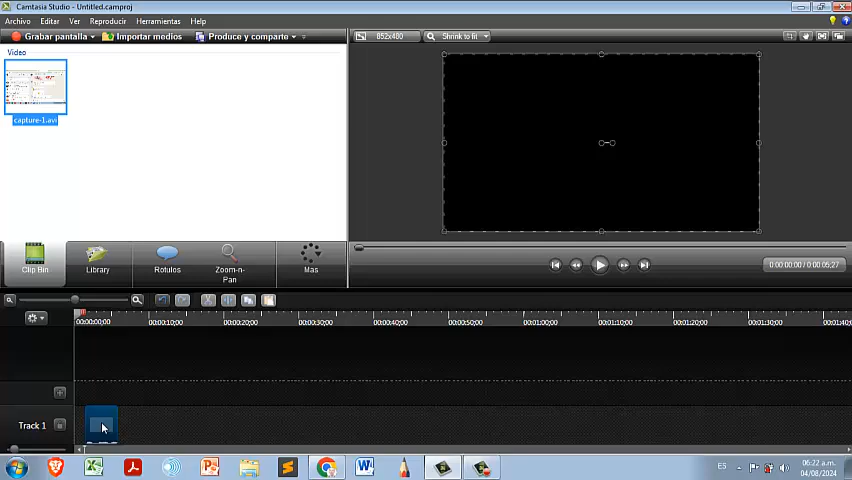 Camtasia Studio - Untitled.camproj
Archivo Editar Ver Reproducir Herramientas Help
Grabar pantalla Importar medios Produce y comparte
852x480 Shrink to fit
Video
capture-1.avi
Clip Bin Library Rotulos Zoom-n-Pan Mas
0:00:00;00 / 0:00:05;27
00:00:00;00 00:00:10;00 00:00:20;00 00:00:30;00 00:00:40;00 00:00:50;00 00:01:00;00 00:01:10;00 00:01:20;00 00:01:30;00 00:01:40;0
Track 1
ES 06:22 a.m.
04/08/2024